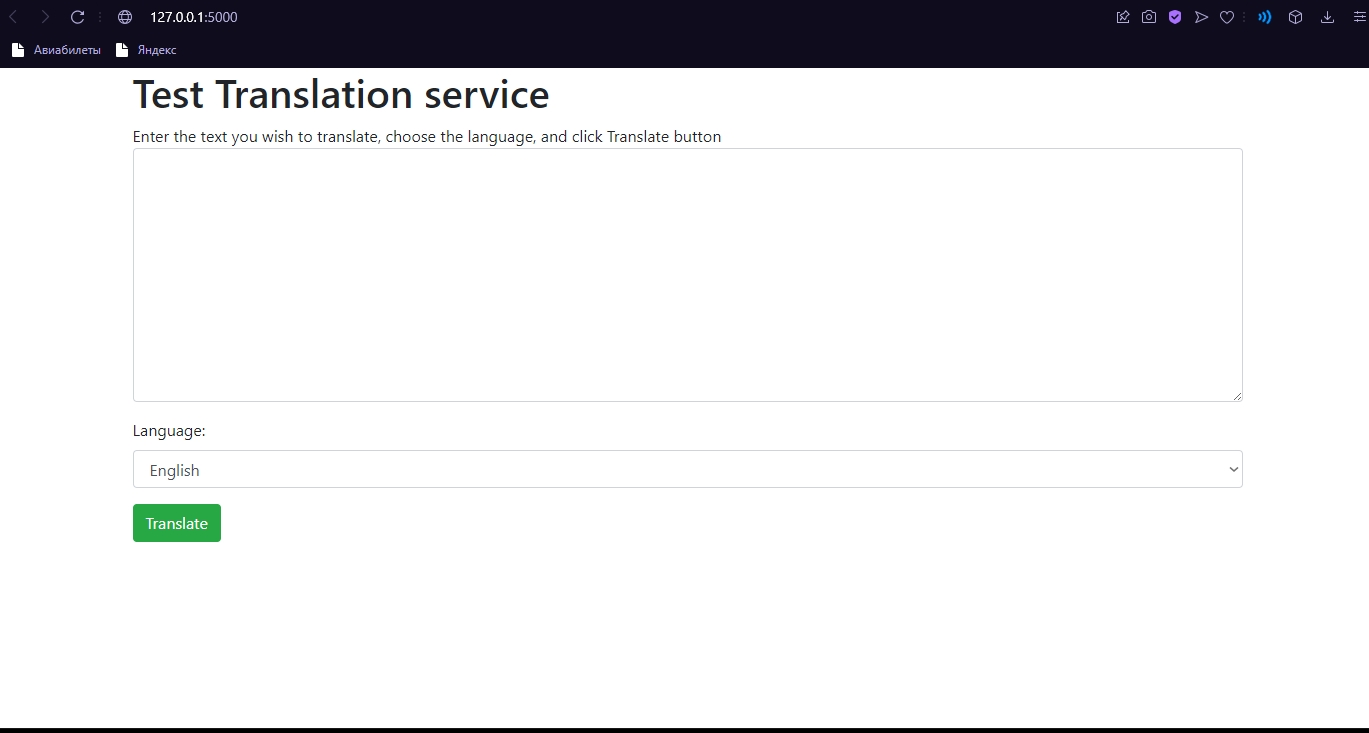 127.0.0.1:5000
Авиабилеты Яндекс
Test Translation service
Enter the text you wish to translate, choose the language, and click Translate button
Language:
English
Translate